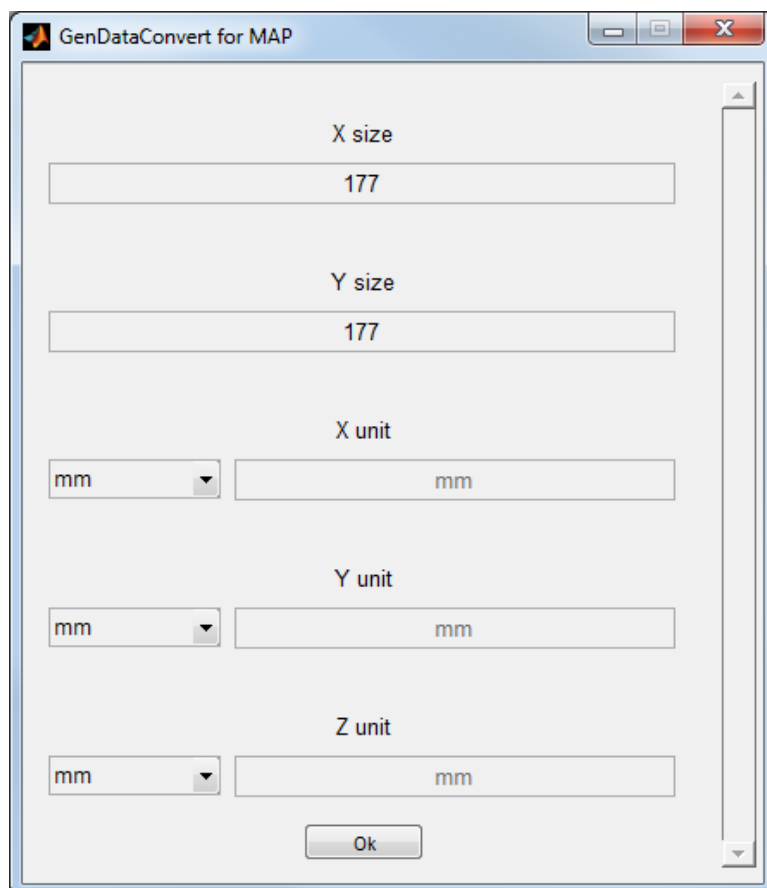 GenDataConvert for MAP
X size
177
Y size
177
X unit
mm mm
Y unit
mm mm
Z unit
mm mm
Ok